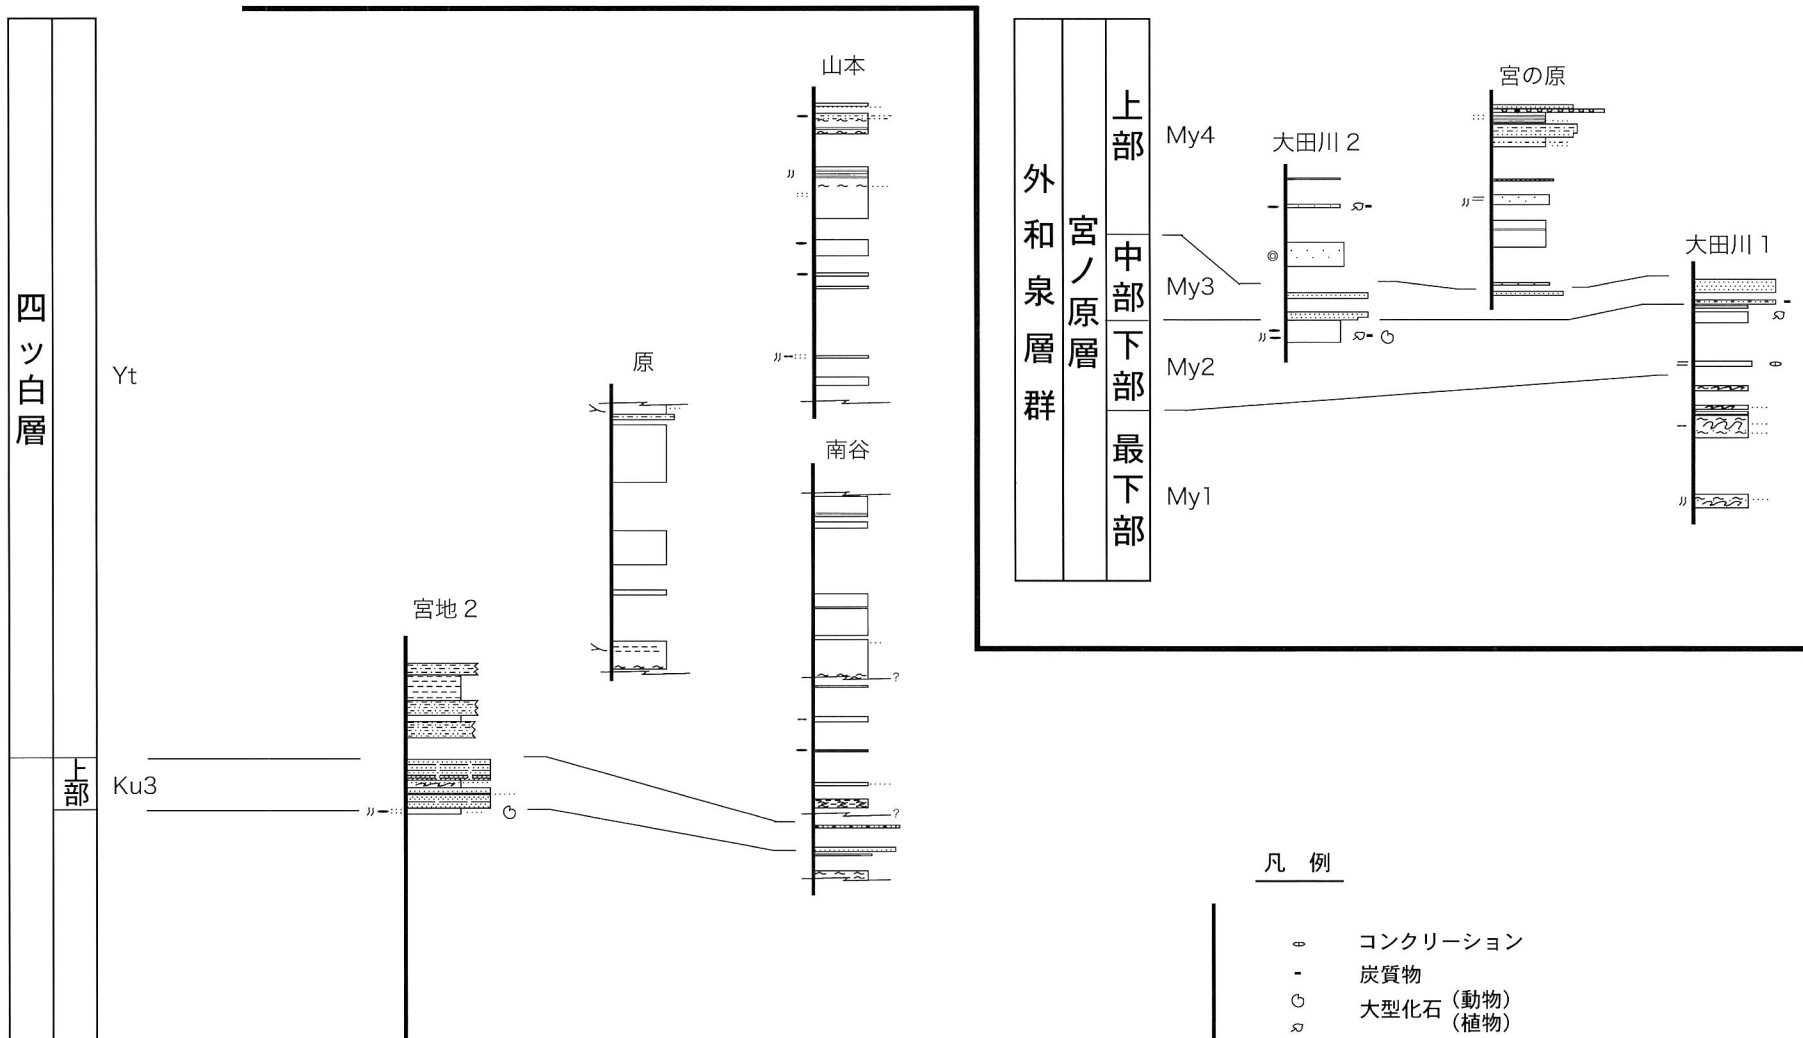 四ツ白層
Yt
上部
Ku3
宮地 2
原
山本
南谷
?
?
外和泉層群
宮ノ原層
上部
中部
下部
最下部
My4
My3
My2
My1
大田川 2
宮の原
大田川 1
凡 例
コンクリーション
炭質物
大型化石 (動物)
(植物)